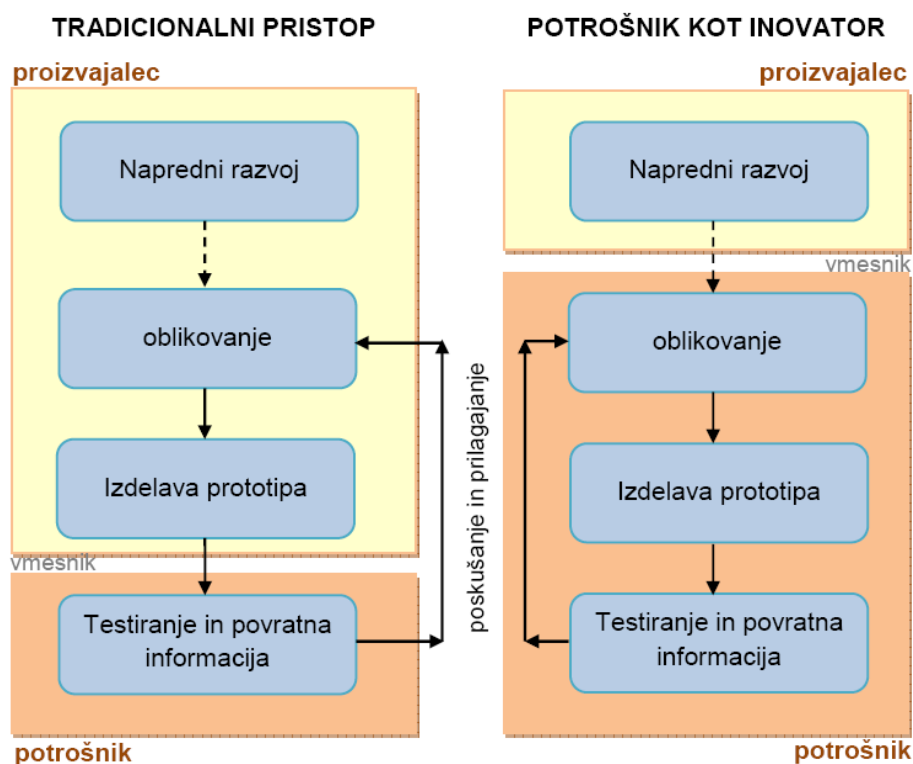 TRADICIONALNI PRISTOP
proizvajalec
Napredni razvoj
oblikovanje
Izdelava prototipa
vmesnik
Testiranje in povratna
informacija
potrošnik
poskušanje in prilagajanje
POTROŠNIK KOT INOVATOR
proizvajalec
Napredni razvoj
vmesnik
oblikovanje
Izdelava prototipa
Testiranje in povratna
informacija
potrošnik